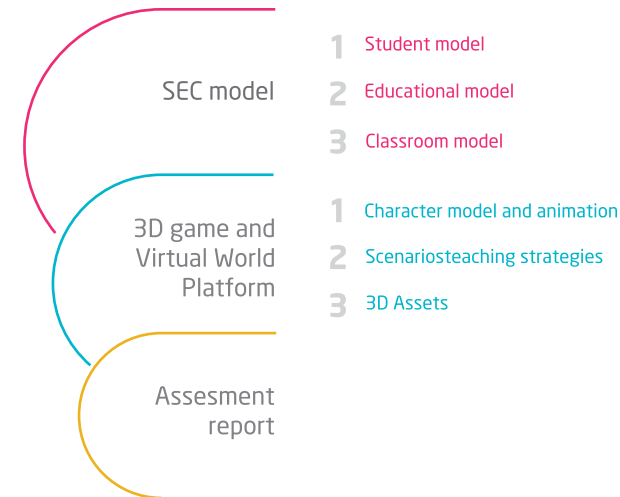 SEC model
1 Student model
2 Educational model
3 Classroom model
3D game and
Virtual World
Platform
1 Character model and animation
2 Scenariosteaching strategies
3 3D Assets
Assesment
report